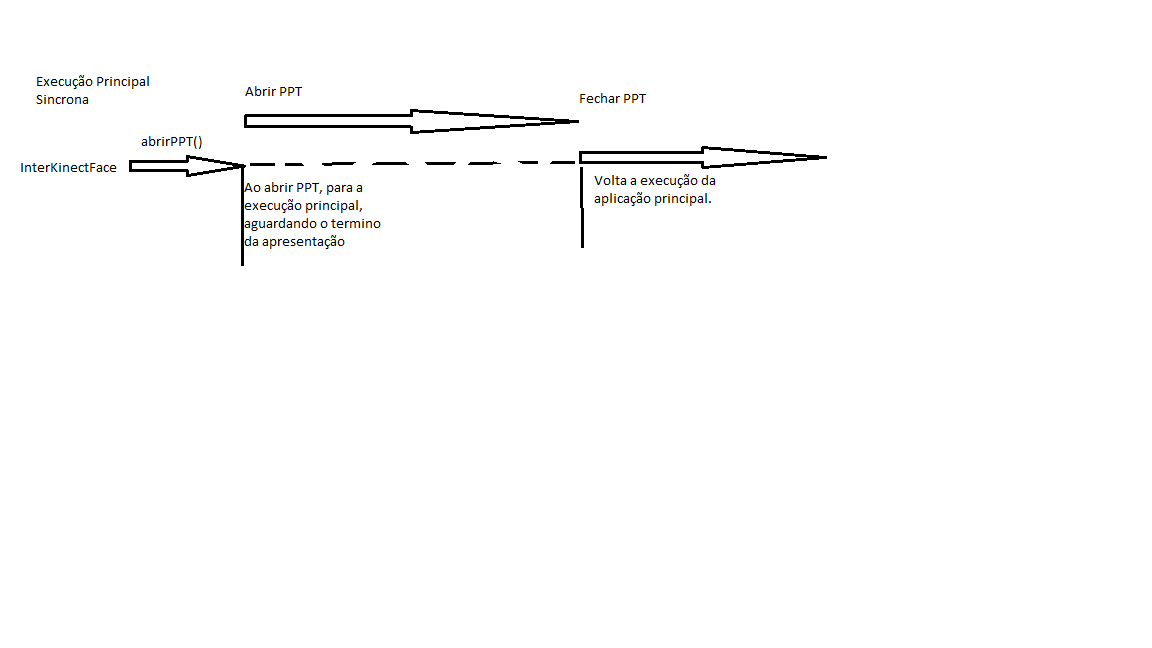 Execução Principal
Sincrona
Abrir PPT
Fechar PPT
abrirPPT()
InterKinectFace
Ao abrir PPT, para a
execução principal,
aguardando o termino
da apresentação
Volta a execução da
aplicação principal.